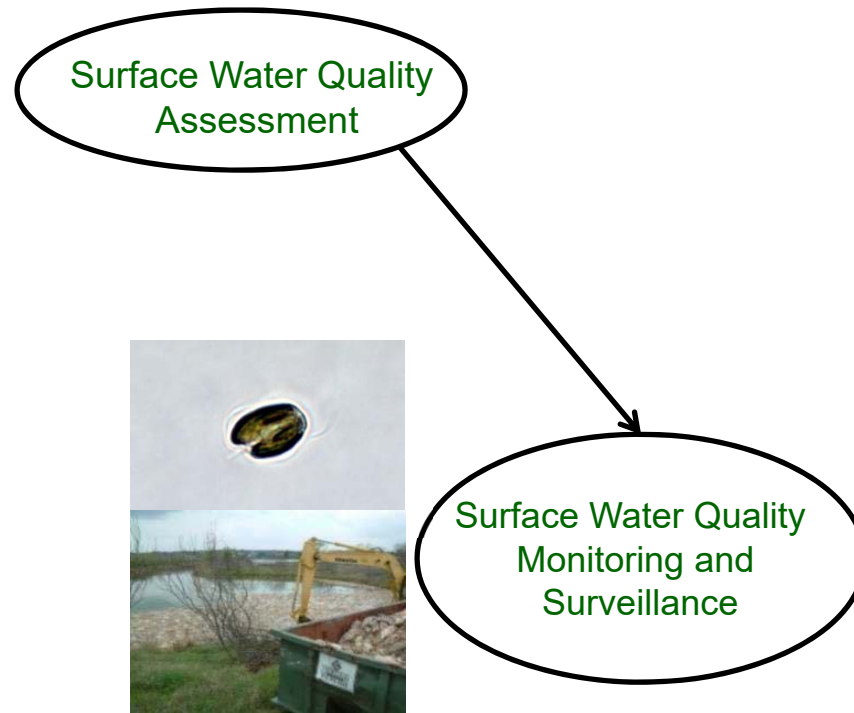 Surface Water Quality
Assessment
Surface Water Quality
Monitoring and
Surveillance